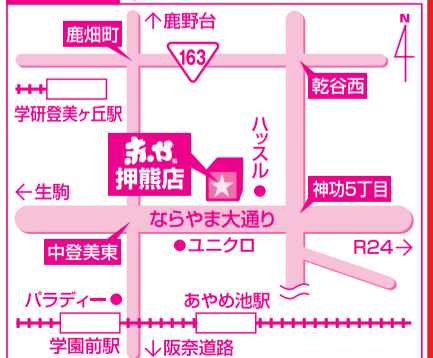 ↑鹿野台
N
鹿畑町
163
乾谷西
学研登美ヶ丘駅
赤のれん
押熊店
ハッスル
←生駒
神功5丁目
ならやま大通り
中登美東
ユニクロ
R24→
パラディー
あやめ池駅
学園前駅
↓阪奈道路